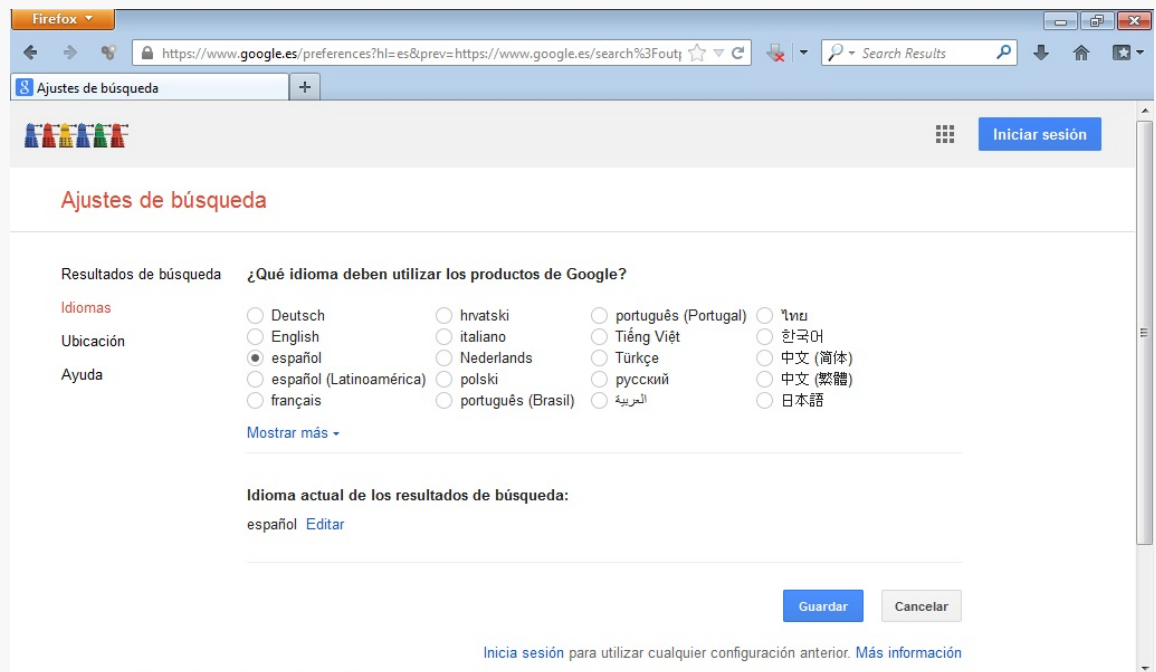 Firefox
https://www.google.es/preferences?hl=es&prev=https://www.google.es/search%3Fout
Search Results
Ajustes de búsqueda
Iniciar sesión
Ajustes de búsqueda
Resultados de búsqueda
Idiomas
Ubicación
Ayuda
¿Qué idioma deben utilizar los productos de Google?
Deutsch
English
español
español (Latinoamérica)
français
hrvatski
italiano
Nederlands
polski
português (Brasil)
português (Portugal)
Tiếng Việt
Türkçe
русский
العربية
ไทย
한국어
中文 (简体)
中文 (繁體)
日本語
Mostrar más
Idioma actual de los resultados de búsqueda:
español Editar
Guardar Cancelar
Inicia sesión para utilizar cualquier configuración anterior. Más información